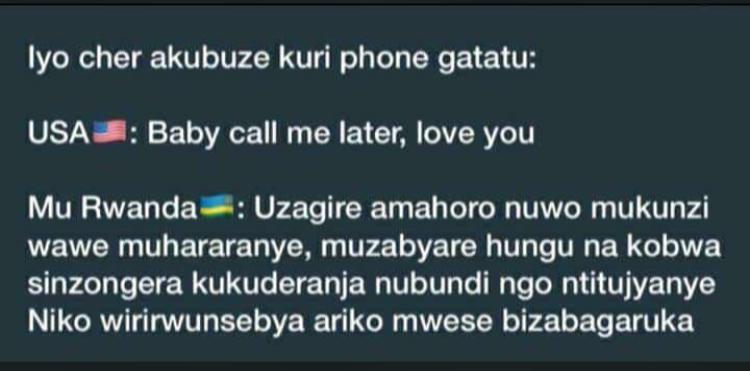 Iyo cher akubuze kuri phone gatatu:
USA🇺🇸: Baby call me later, love you
Mu Rwanda🇷🇼: Uzagire amahoro nuwo mukunzi
wawe muhararanye, muzabyare hungu na kobwa
sinzongera kukuderanja nubundi ngo ntitujyanye
Niko wirirwunsebya ariko mwese bizabagaruka